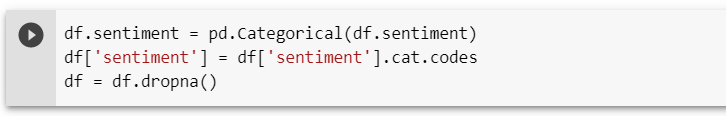 df.sentiment = pd.Categorical(df.sentiment)
df['sentiment'] = df['sentiment'].cat.codes
df = df.dropna()